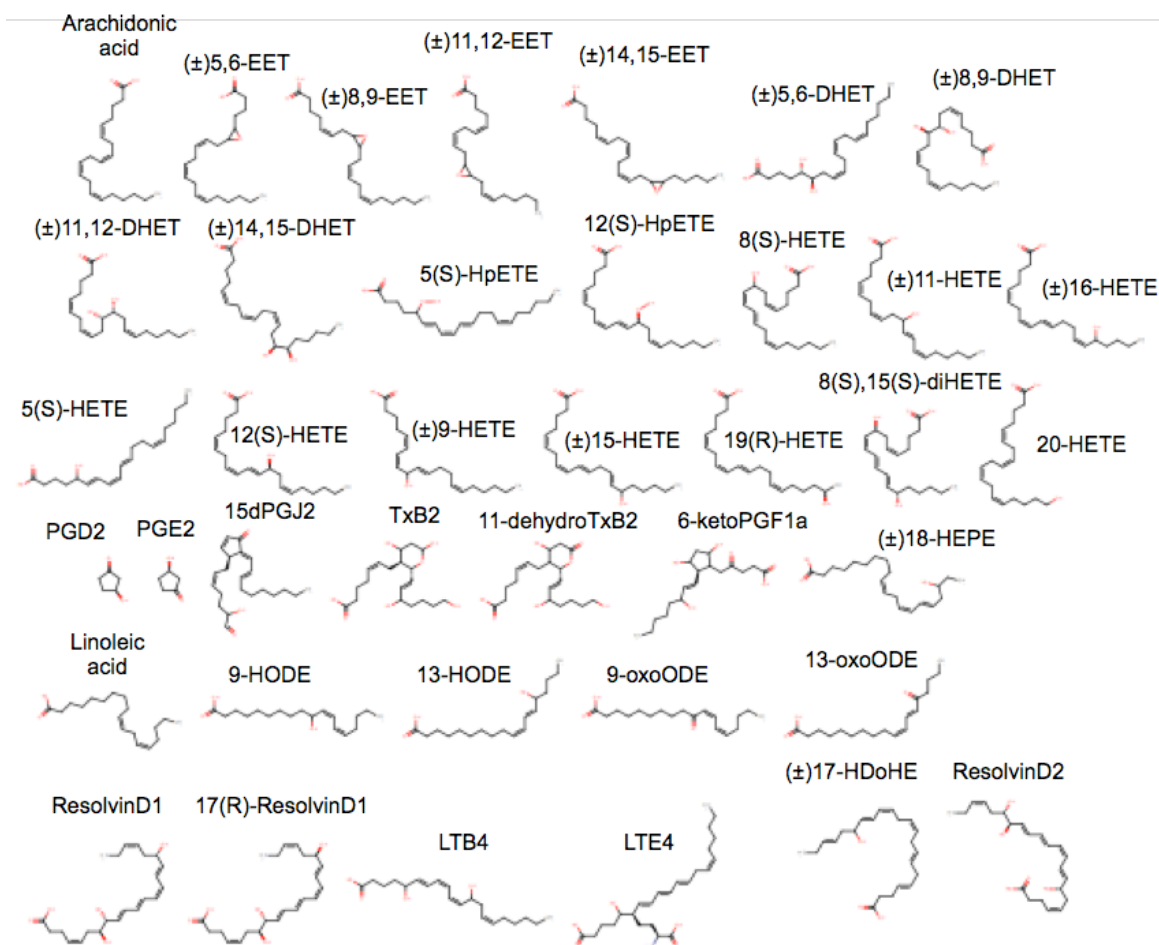 Arachidonic
acid
(±)5,6-EET
(±)8,9-EET
(±)11,12-EET
(±)14,15-EET
(±)5,6-DHET
(±)8,9-DHET
(±)11,12-DHET
(±)14,15-DHET
5(S)-HpETE
12(S)-HpETE
8(S)-HETE
(±)11-HETE
(±)16-HETE
5(S)-HETE
12(S)-HETE
(±)9-HETE
(±)15-HETE
19(R)-HETE
8(S),15(S)-diHETE
20-HETE
PGD2
PGE2
15dPGJ2
TxB2
11-dehydroTxB2
6-ketoPGF1a
(±)18-HEPE
Linoleic
acid
9-HODE
13-HODE
9-oxoODE
13-oxoODE
ResolvinD1
17(R)-ResolvinD1
LTB4
LTE4
(±)17-HDoHE
ResolvinD2